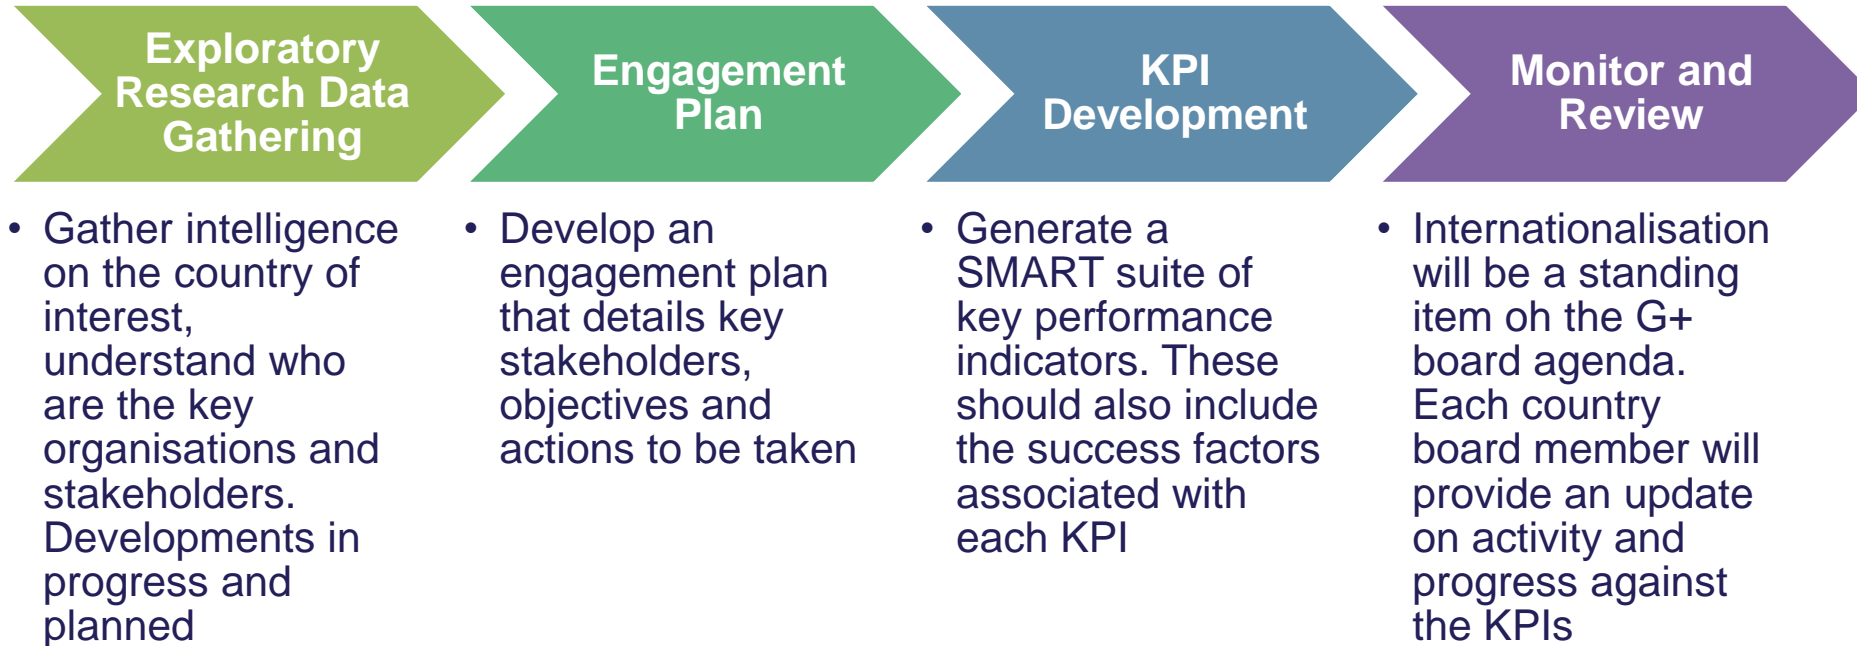 Exploratory
Research Data
Gathering
• Gather intelligence
on the country of
interest,
understand who
are the key
organisations and
stakeholders.
Developments in
progress and
planned
Engagement
Plan
• Develop an
engagement plan
that details key
stakeholders,
objectives and
actions to be taken
KPI
Development
• Generate a
SMART suite of
key performance
indicators. These
should also include
the success factors
associated with
each KPI
Monitor and
Review
• Internationalisation
will be a standing
item oh the G+
board agenda.
Each country
board member will
provide an update
on activity and
progress against
the KPIs